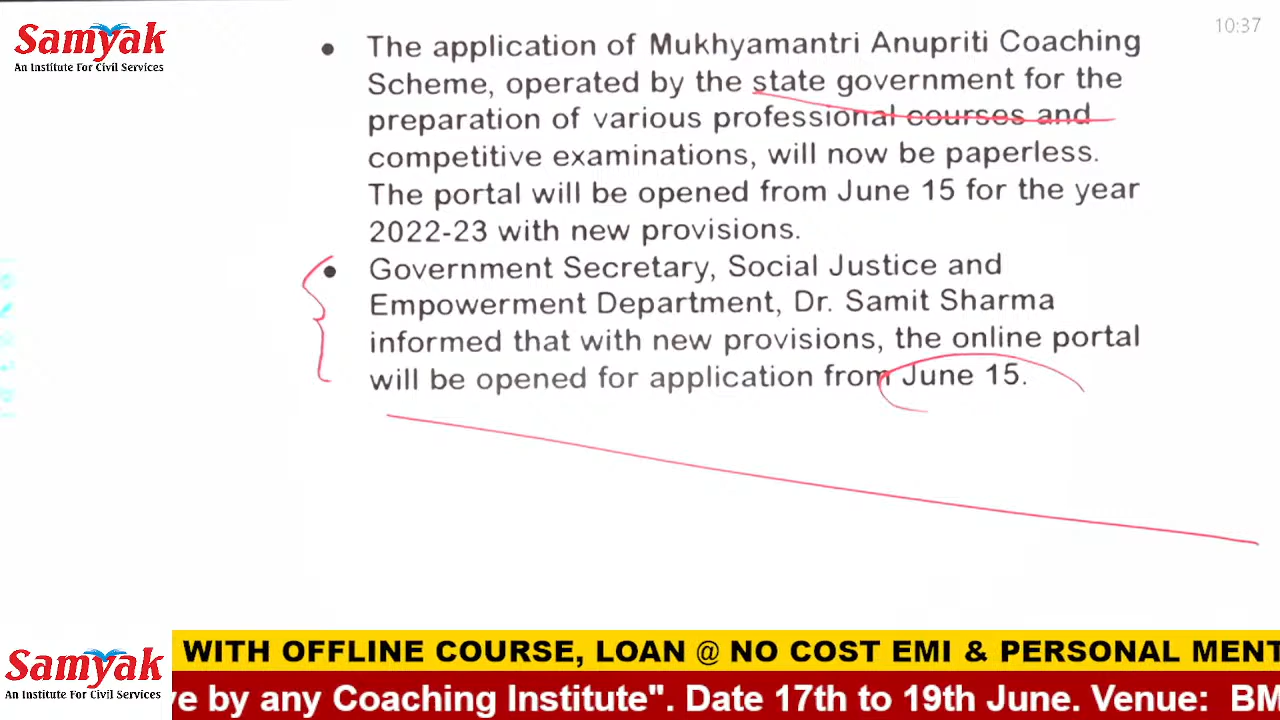 Samyak
An Institute For Civil Services
10:37
• The application of Mukhyamantri Anupriti Coaching
Scheme, operated by the state government for the
preparation of various professional courses and
competitive examinations, will now be paperless.
The portal will be opened from June 15 for the year
2022-23 with new provisions.
• Government Secretary, Social Justice and
Empowerment Department, Dr. Samit Sharma
informed that with new provisions, the online portal
will be opened for application from June 15.
Samyak
An Institute For Civil Services
WITH OFFLINE COURSE, LOAN @ NO COST EMI & PERSONAL MENT
ve by any Coaching Institute". Date 17th to 19th June. Venue: BM